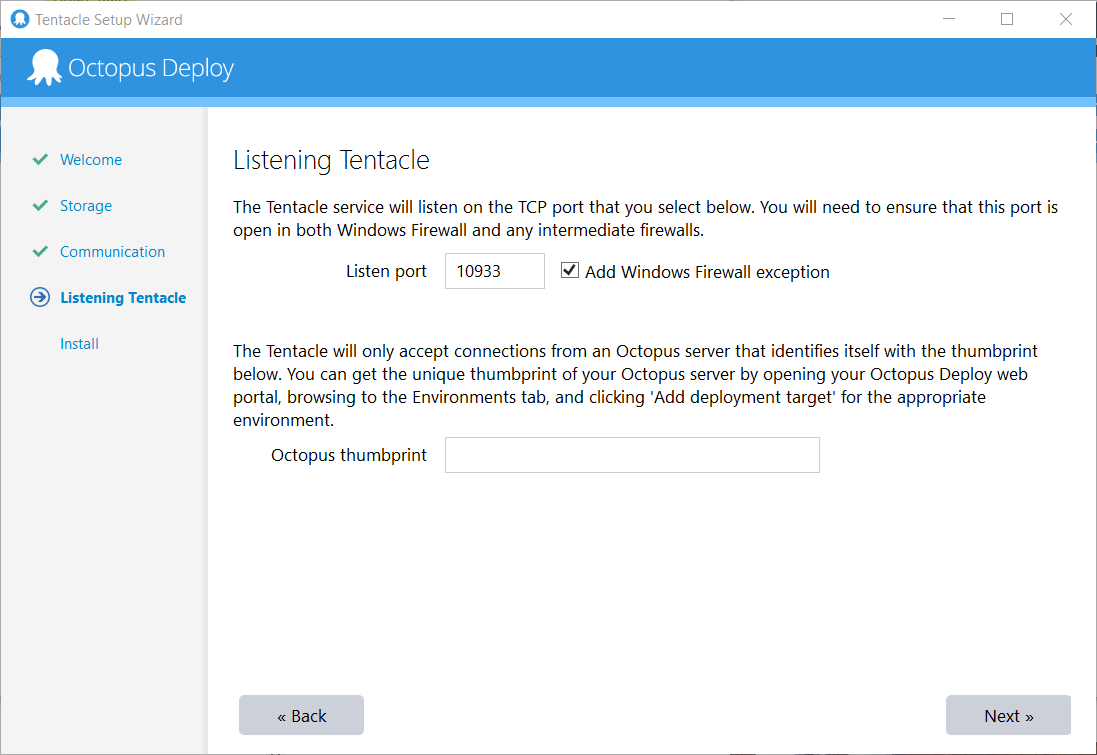 Tentacle Setup Wizard
Octopus Deploy
Welcome
Storage
Communication
Listening Tentacle
Install
Listening Tentacle
The Tentacle service will listen on the TCP port that you select below. You will need to ensure that this port is
open in both Windows Firewall and any intermediate firewalls.
Listen port 10933 Add Windows Firewall exception
The Tentacle will only accept connections from an Octopus server that identifies itself with the thumbprint
below. You can get the unique thumbprint of your Octopus server by opening your Octopus Deploy web
portal, browsing to the Environments tab, and clicking 'Add deployment target' for the appropriate
environment.
Octopus thumbprint
« Back
Next »